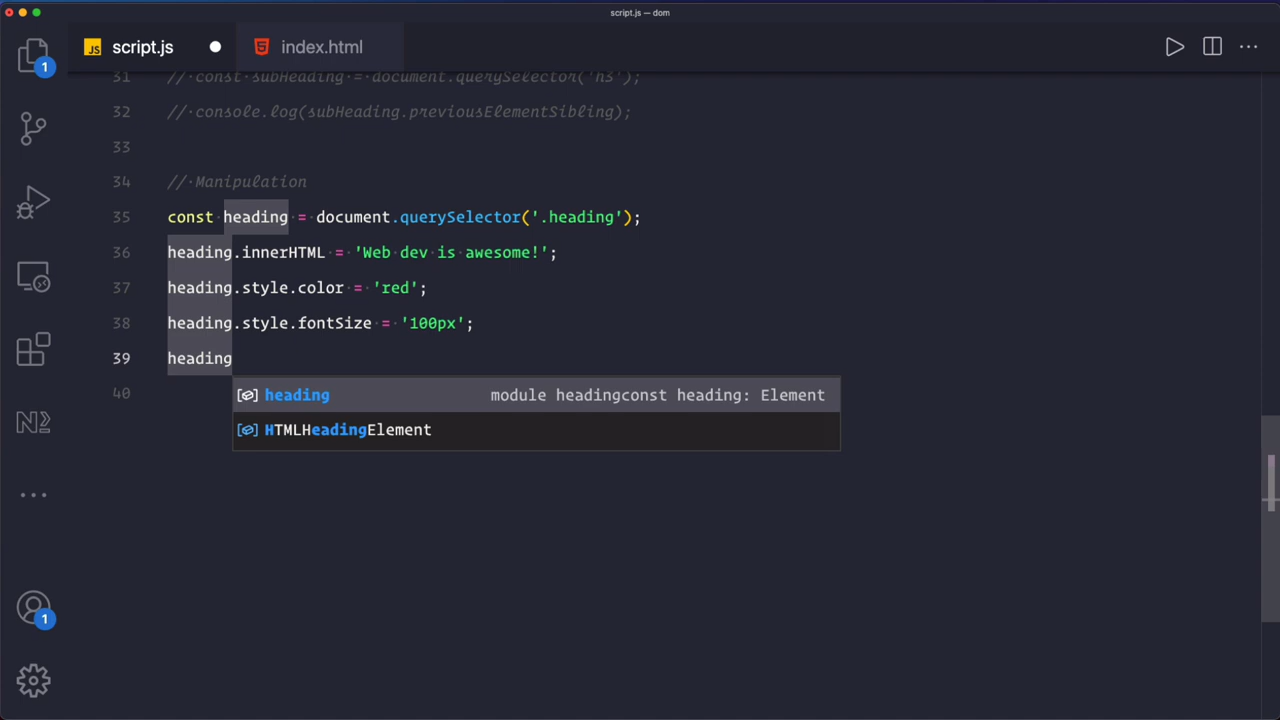 script.js — dom
JS script.js
index.html
31 // const subHeading = document.querySelector('h3');
32 // console.log(subHeading.previousElementSibling);
33
34 // Manipulation
35 const heading = document.querySelector('.heading');
36 heading.innerHTML = 'Web dev is awesome!';
37 heading.style.color = 'red';
38 heading.style.fontSize = '100px';
39 heading
heading module headingconst heading: Element
40
HTMLHeadingElement
1
1